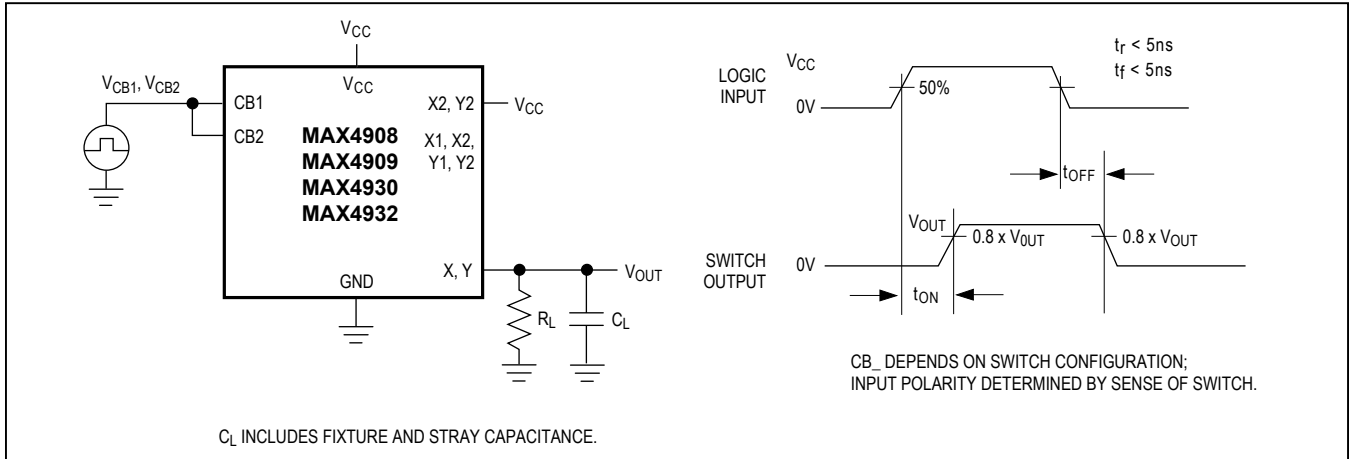 VCC
VCB1, VCB2
VCC
CB1
X2, Y2
VCC
CB2
MAX4908
MAX4909
MAX4930
MAX4932
X1, X2,
Y1, Y2
X, Y
VOUT
GND
RL
CL
CL INCLUDES FIXTURE AND STRAY CAPACITANCE.
tr < 5ns
tf < 5ns
LOGIC
INPUT
VCC
50%
0V
tOFF
VOUT
0.8 x V0UT
0.8 x VOUT
SWITCH
OUTPUT
0V
tON
CB_ DEPENDS ON SWITCH CONFIGURATION;
INPUT POLARITY DETERMINED BY SENSE OF SWITCH.